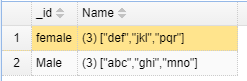 _id Name
1 female (3) ["def","jkl","pqr"]
2 Male (3) ["abc","ghi","mno"]